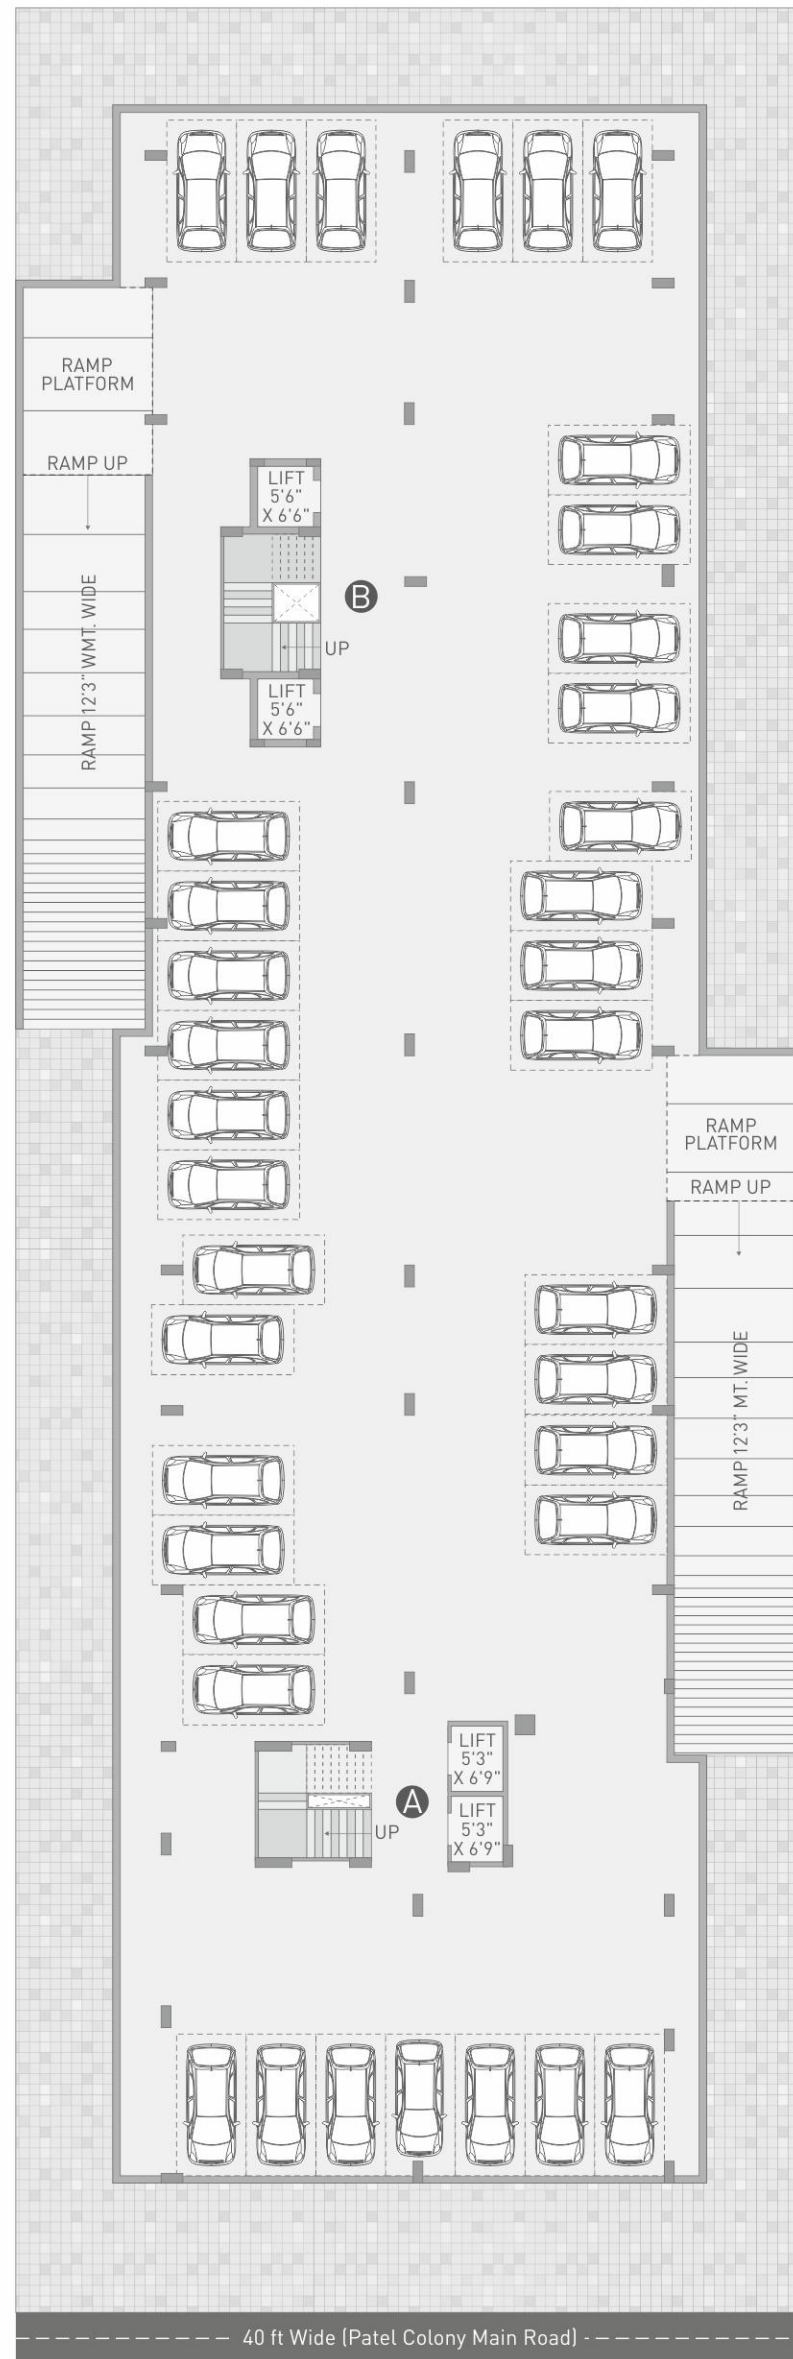 RAMP
PLATFORM
RAMP UP
RAMP 12'3" WMT. WIDE
LIFT
5'6"
X 6'6"
B
UP
LIFT
5'6"
X 6'6"
RAMP
PLATFORM
RAMP UP
RAMP 12'3" MT. WIDE
LIFT
5'3"
X 6'9"
A
UP
LIFT
5'3"
X 6'9"
40 ft Wide (Patel Colony Main Road)